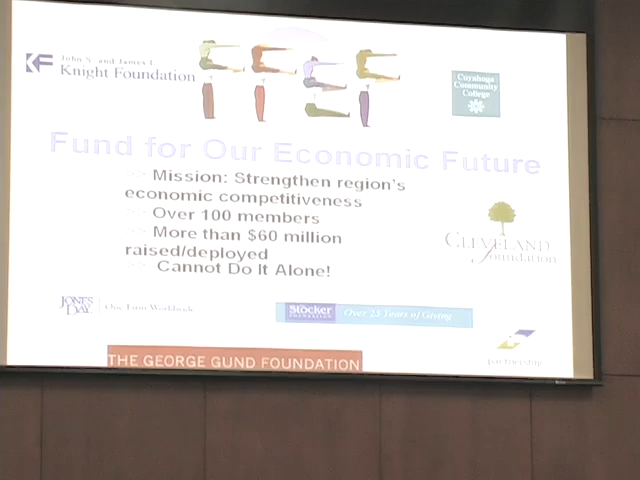 John S. and James L.
Knight Foundation
Cuyahoga
Community
College
Fund for Our Economic Future
Mission: Strengthen region's
economic competitiveness
Over 100 members
More than $60 million
raised/deployed
Cannot Do It Alone!
CLEVELAND
Foundation
JONES
DAY
One Firm Worldwide
Stocker
FOUNDATION
Over 25 Years of Giving
THE GEORGE GUND FOUNDATION